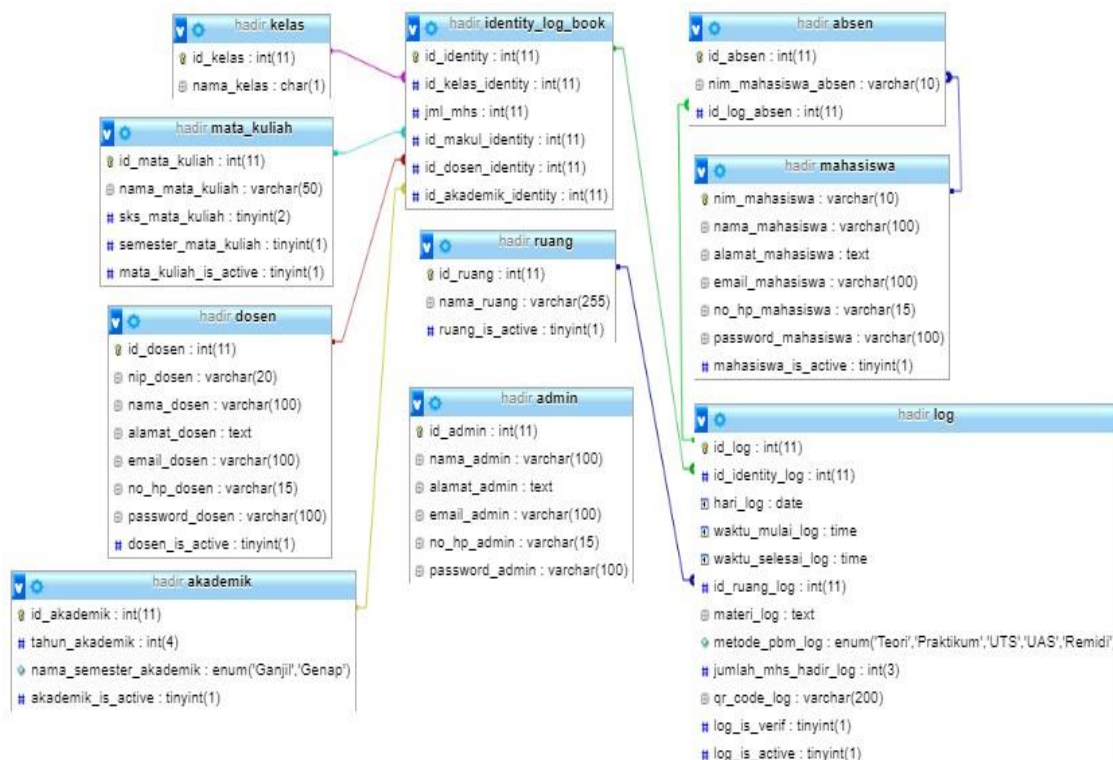 hadir kelas
id_kelas : int(11)
nama_kelas : char(1)
hadir mata_kuliah
id_mata_kuliah : int(11)
nama_mata_kuliah : varchar(50)
sks_mata_kuliah : tinyint(2)
semester_mata_kuliah : tinyint(1)
mata_kuliah_is_active : tinyint(1)
hadir dosen
id_dosen : int(11)
nip_dosen : varchar(20)
nama_dosen : varchar(100)
alamat_dosen : text
email_dosen : varchar(100)
no_hp_dosen : varchar(15)
password_dosen : varchar(100)
dosen_is_active : tinyint(1)
hadir akademik
id_akademik : int(11)
tahun_akademik : int(4)
nama_semester_akademik : enum('Ganjil','Genap')
akademik_is_active : tinyint(1)
hadir identity_log_book
id_identity : int(11)
id_kelas_identity : int(11)
jml_mhs : int(11)
id_makul_identity : int(11)
id_dosen_identity : int(11)
id_akademik_identity : int(11)
hadir ruang
id_ruang : int(11)
nama_ruang : varchar(255)
ruang_is_active : tinyint(1)
hadir admin
id_admin : int(11)
nama_admin : varchar(100)
alamat_admin : text
email_admin : varchar(100)
no_hp_admin : varchar(15)
password_admin : varchar(100)
hadir absen
id_absen : int(11)
nim_mahasiswa_absen : varchar(10)
id_log_absen : int(11)
hadir mahasiswa
nim_mahasiswa : varchar(10)
nama_mahasiswa : varchar(100)
alamat_mahasiswa : text
email_mahasiswa : varchar(100)
no_hp_mahasiswa : varchar(15)
password_mahasiswa : varchar(100)
mahasiswa_is_active : tinyint(1)
hadir log
id_log : int(11)
id_identity_log : int(11)
hari_log : date
waktu_mulai_log : time
waktu_selesai_log : time
id_ruang_log : int(11)
materi_log : text
metode_pbm_log : enum('Teori','Praktikum','UTS','UAS','Remidi',
jumlah_mhs_hadir_log : int(3)
qr_code_log : varchar(200)
log_is_verif : tinyint(1)
log_is_active : tinyint(1)